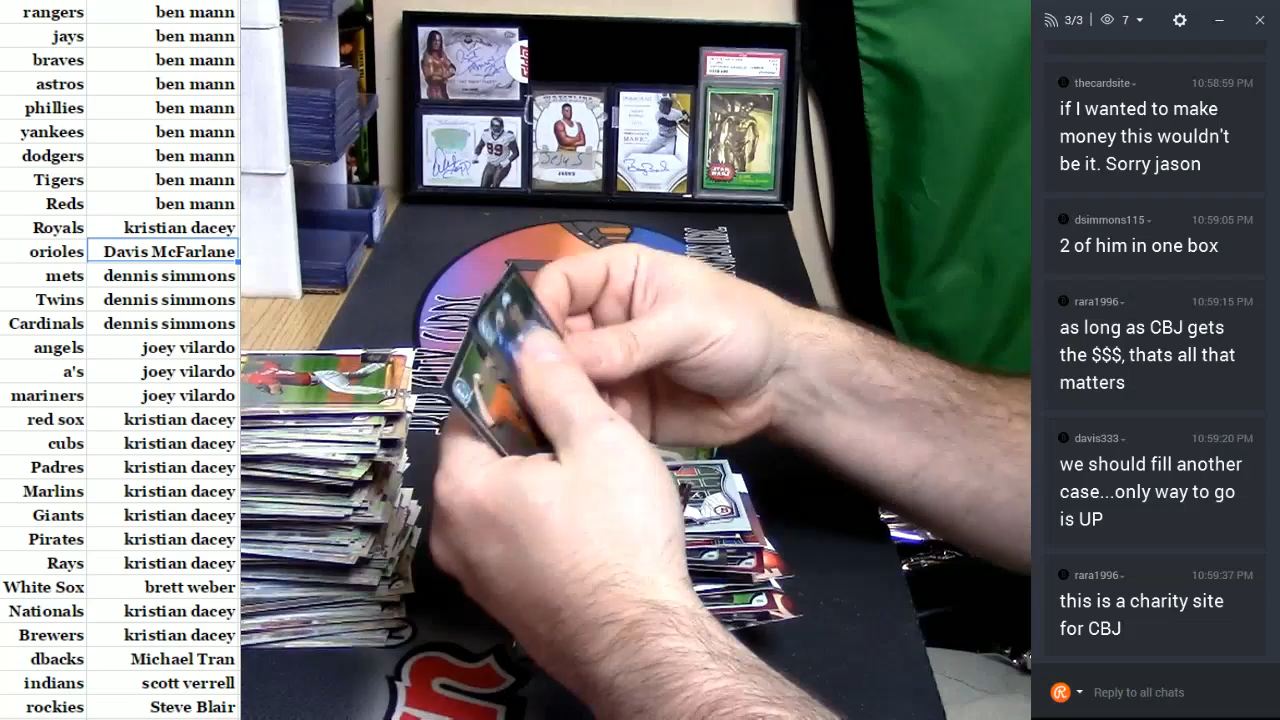 rangers ben mann
jays ben mann
braves ben mann
astros ben mann
phillies ben mann
yankees ben mann
dodgers ben mann
Tigers ben mann
Reds ben mann
Royals kristian dacey
orioles Davis McFarlane
mets dennis simmons
Twins dennis simmons
Cardinals dennis simmons
angels joey vilardo
a's joey vilardo
mariners joey vilardo
red sox kristian dacey
cubs kristian dacey
Padres kristian dacey
Marlins kristian dacey
Giants kristian dacey
Pirates kristian dacey
Rays kristian dacey
White Sox brett weber
Nationals kristian dacey
Brewers kristian dacey
dbacks Michael Tran
indians scott verrell
rockies Steve Blair
99
STAR
WARS
3/3 7
thecardsite 10:58:59 PM
if I wanted to make
money this wouldn't
be it. Sorry jason
dsimmons115 10:59:05 PM
2 of him in one box
rara1996 10:59:15 PM
as long as CBJ gets
the $$$, thats all that
matters
davis333 10:59:20 PM
we should fill another
case...only way to go
is UP
rara1996 10:59:37 PM
this is a charity site
for CBJ
Reply to all chats